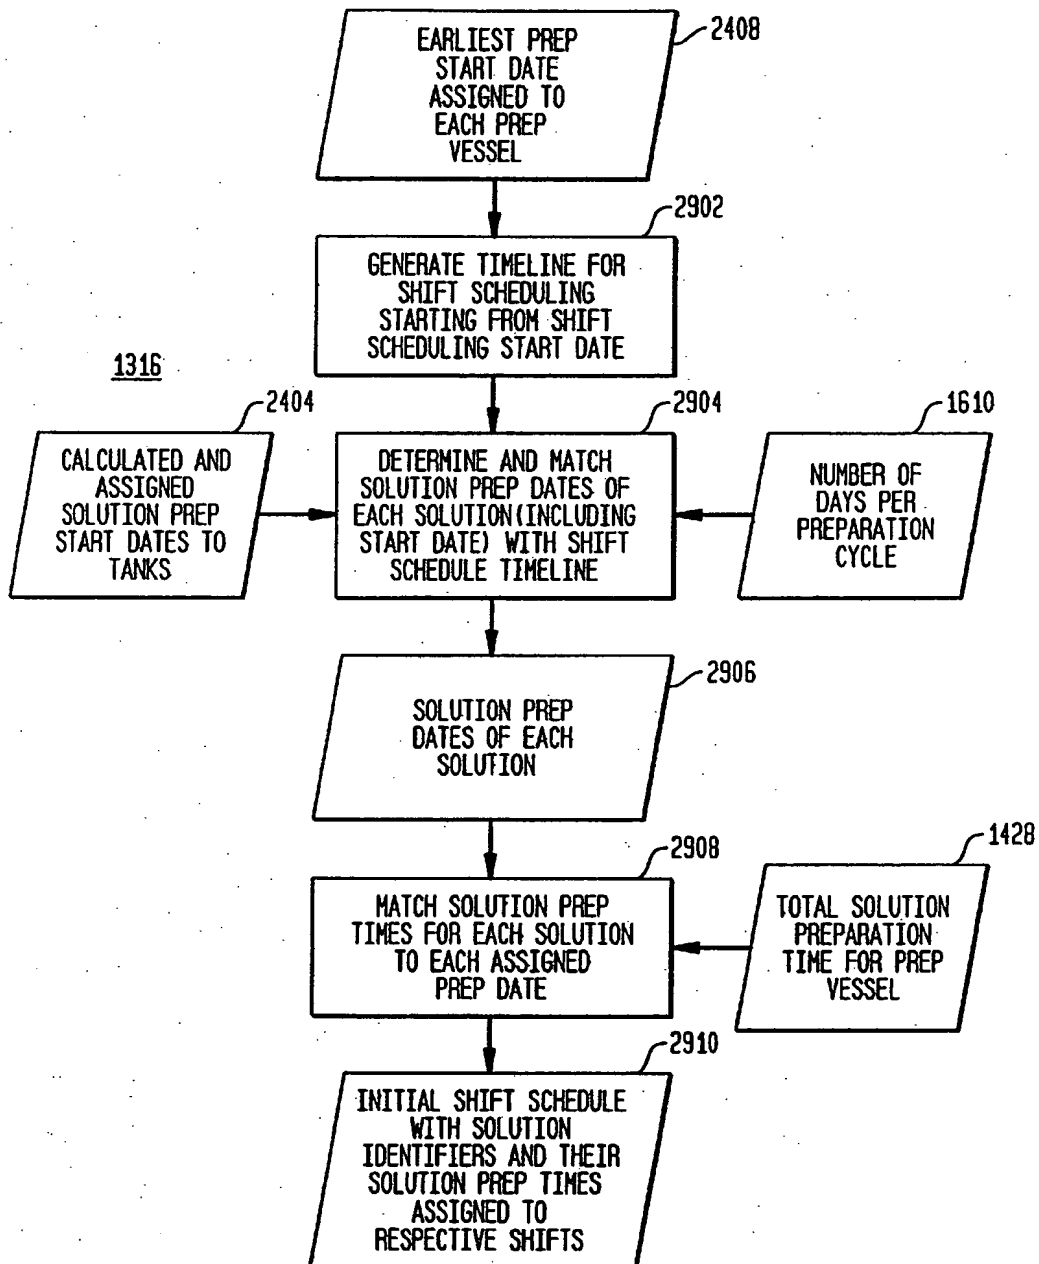 2408
EARLIEST PREP
START DATE
ASSIGNED TO
EACH PREP
VESSEL
2902
GENERATE TIMELINE FOR
SHIFT SCHEDULING
STARTING FROM SHIFT
SCHEDULING START DATE
1316
2404
CALCULATED AND
ASSIGNED
SOLUTION PREP
START DATES TO
TANKS
2904
DETERMINE AND MATCH
SOLUTION PREP DATES OF
EACH SOLUTION(INCLUDING
START DATE) WITH SHIFT
SCHEDULE TIMELINE
1610
NUMBER OF
DAYS PER
PREPARATION
CYCLE
2906
SOLUTION PREP
DATES OF EACH
SOLUTION
2908
MATCH SOLUTION PREP
TIMES FOR EACH SOLUTION
TO EACH ASSIGNED
PREP DATE
1428
TOTAL SOLUTION
PREPARATION
TIME FOR PREP
VESSEL
2910
INITIAL SHIFT SCHEDULE
WITH SOLUTION
IDENTIFIERS AND THEIR
SOLUTION PREP TIMES
ASSIGNED TO
RESPECTIVE SHIFTS